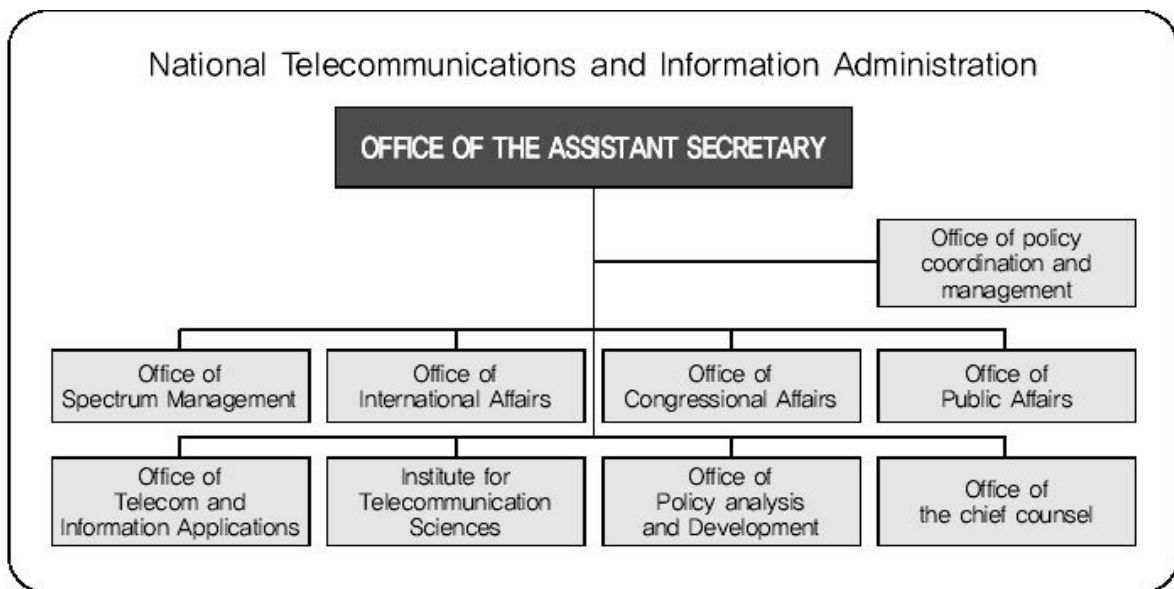 National Telecommunications and Information Administration
OFFICE OF THE ASSISTANT SECRETARY
Office of policy
coordination and
management
Office of
Spectrum Management
Office of
International Affairs
Office of
Congressional Affairs
Office of
Public Affairs
Office of
Telecom and
Information Applications
Institute for
Telecommunication
Sciences
Office of
Policy analysis
and Development
Office of
the chief counsel